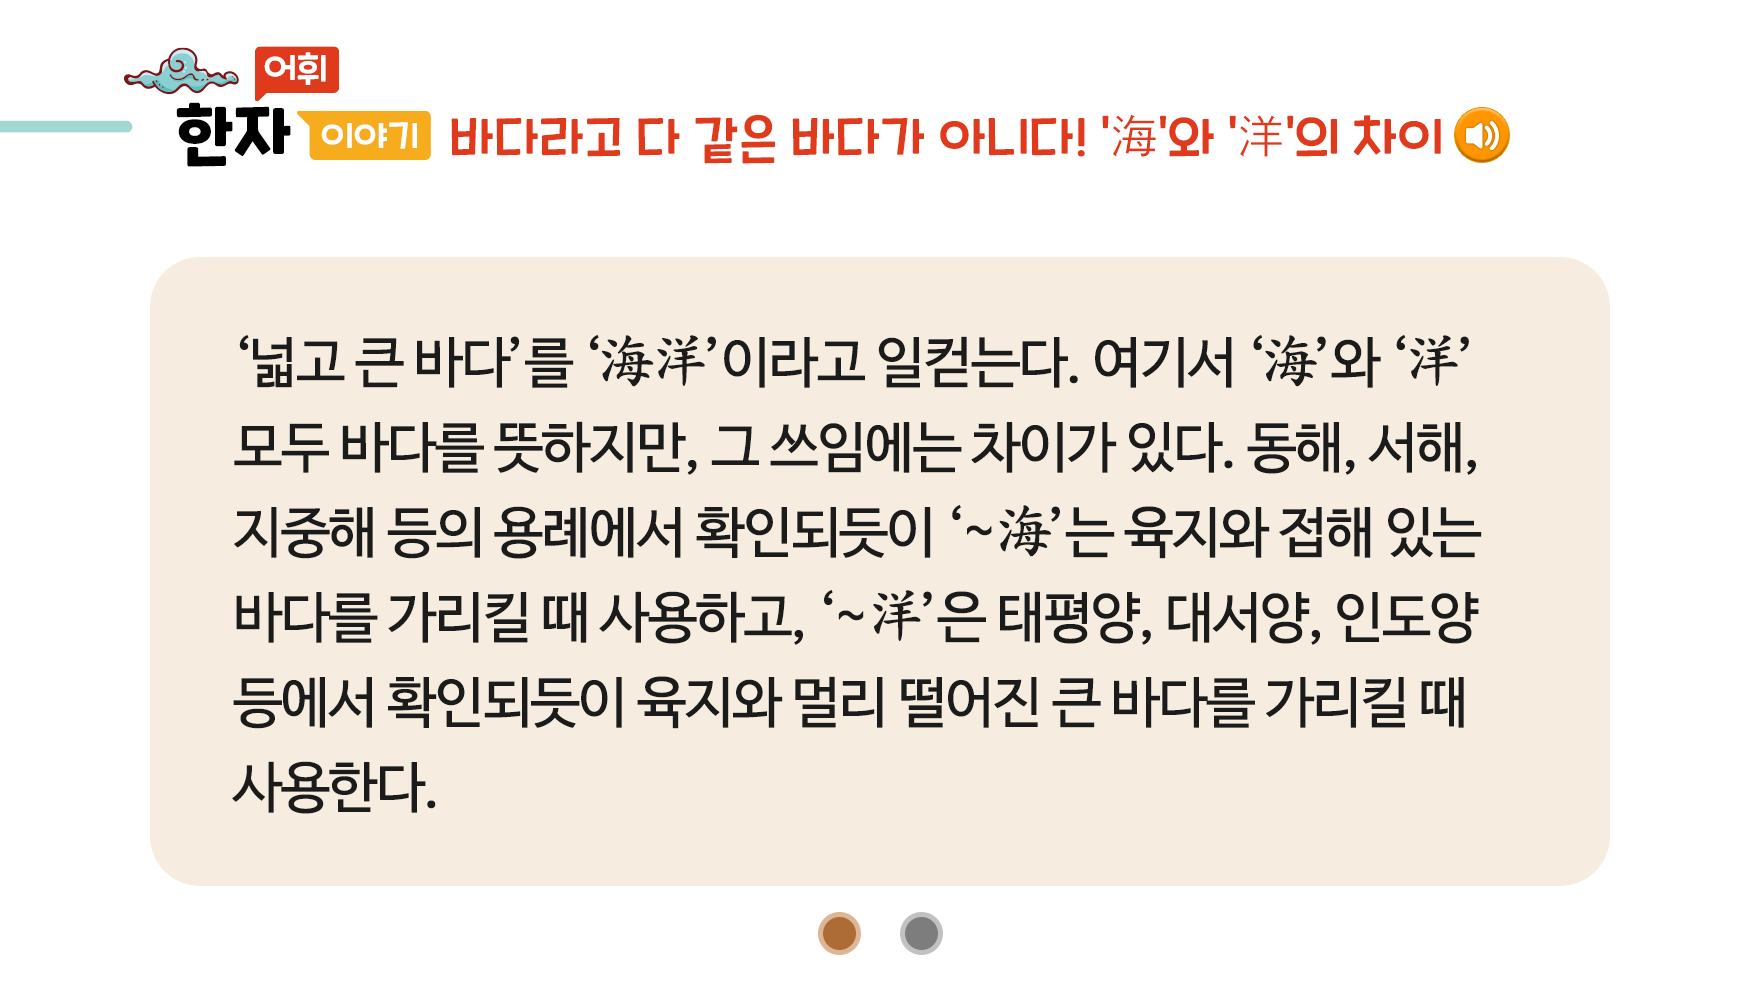 어휘
한자 이야기 바다라고 다 같은 바다가 아니다! '海'와 '洋'의 차이
‘넓고 큰 바다’를 ‘海洋’이라고 일컫는다. 여기서 ‘海’와 ‘洋’
모두 바다를 뜻하지만, 그 쓰임에는 차이가 있다. 동해, 서해,
지중해 등의 용례에서 확인되듯이 ‘~海’는 육지와 접해 있는
바다를 가리킬 때 사용하고, ‘~洋’은 태평양, 대서양, 인도양
등에서 확인되듯이 육지와 멀리 떨어진 큰 바다를 가리킬 때
사용한다.